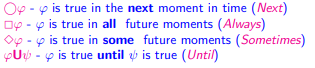 ○φ - φ is true in the next moment in time (Next)
□φ - φ is true in all future moments (Always)
◇φ - φ is true in some future moments (Sometimes)
φUψ - φ is true until ψ is true (Until)